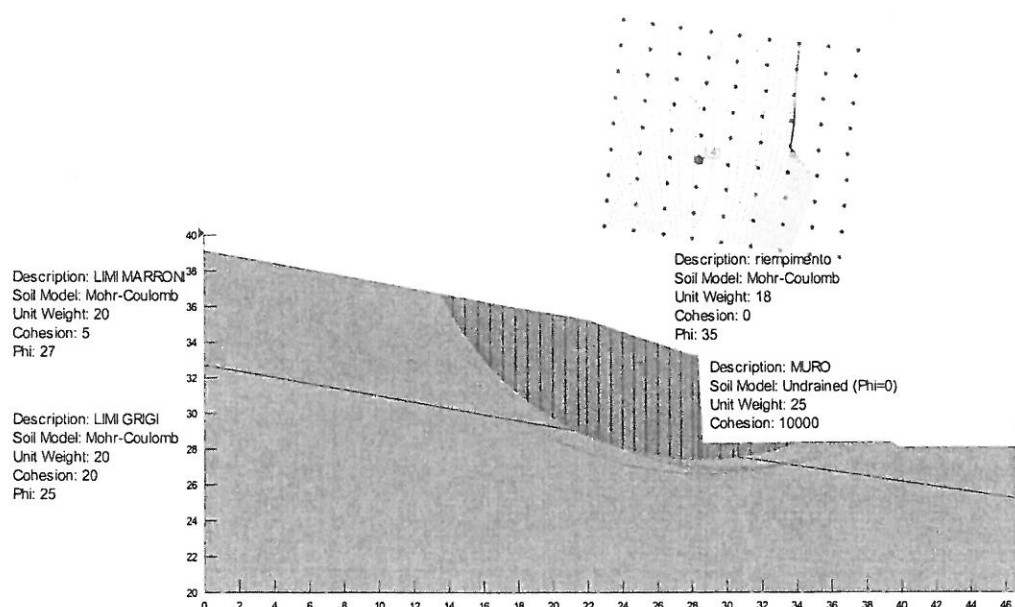 Description: LIMI MARRONI
Soil Model: Mohr-Coulomb
Unit Weight: 20
Cohesion: 5
Phi: 27
Description: LIMI GRIGI
Soil Model: Mohr-Coulomb
Unit Weight: 20
Cohesion: 20
Phi: 25
Description: riempimento
Soil Model: Mohr-Coulomb
Unit Weight: 18
Cohesion: 0
Phi: 35
Description: MURO
Soil Model: Undrained (Phi=0)
Unit Weight: 25
Cohesion: 10000
40
38
36
34
32
30
28
26
24
22
20
0 2 4 6 8 10 12 14 16 18 20 22 24 26 28 30 32 34 36 38 40 42 44 46